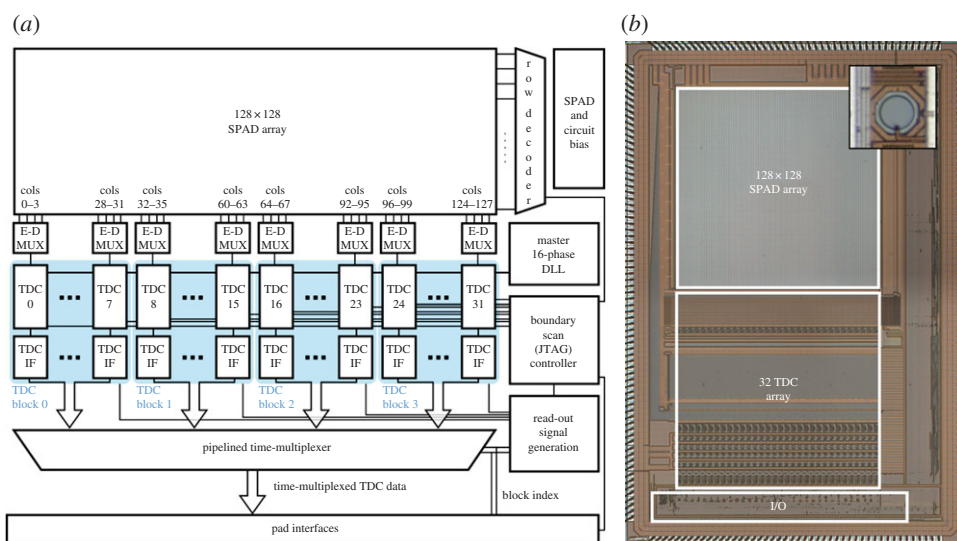 (a)
128 × 128
SPAD array
row decoder
SPAD
and
circuit
bias
cols
0–3
cols
28–31
cols
32–35
cols
60–63
cols
64–67
cols
92–95
cols
96–99
cols
124–127
E-D
MUX
E-D
MUX
E-D
MUX
E-D
MUX
E-D
MUX
E-D
MUX
E-D
MUX
E-D
MUX
master
16-phase
DLL
TDC
0
TDC
7
TDC
8
TDC
15
TDC
16
TDC
23
TDC
24
TDC
31
boundary
scan
(JTAG)
controller
TDC
IF
TDC
IF
TDC
IF
TDC
IF
TDC
IF
TDC
IF
TDC
IF
TDC
IF
TDC
block 0
TDC
block 1
TDC
block 2
TDC
block 3
read-out
signal
generation
pipelined time-multiplexer
time-multiplexed TDC data
block index
pad interfaces
(b)
128 × 128
SPAD array
32 TDC
array
I/O